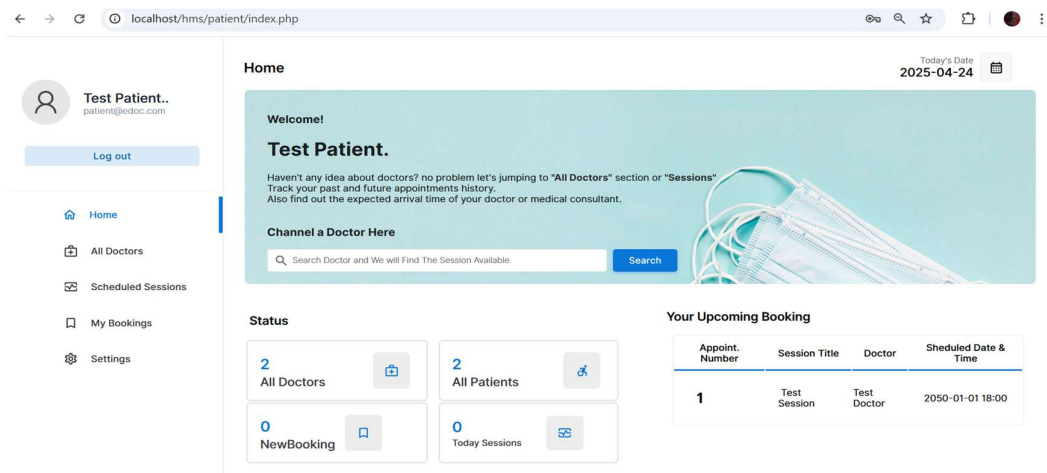 localhost/hms/patient/index.php
Test Patient..
patient@edoc.com
Log out
Home
All Doctors
Scheduled Sessions
My Bookings
Settings
Home
Today's Date
2025-04-24
Welcome!
Test Patient.
Haven't any idea about doctors? no problem let's jumping to "All Doctors" section or "Sessions"
Track your past and future appointments history.
Also find out the expected arrival time of your doctor or medical consultant.
Channel a Doctor Here
Search Doctor and We will Find The Session Available
Search
Status
2
All Doctors
2
All Patients
0
NewBooking
0
Today Sessions
Your Upcoming Booking
Appoint.
Number
Session Title
Doctor
Sheduled Date &
Time
1
Test
Session
Test
Doctor
2050-01-01 18:00